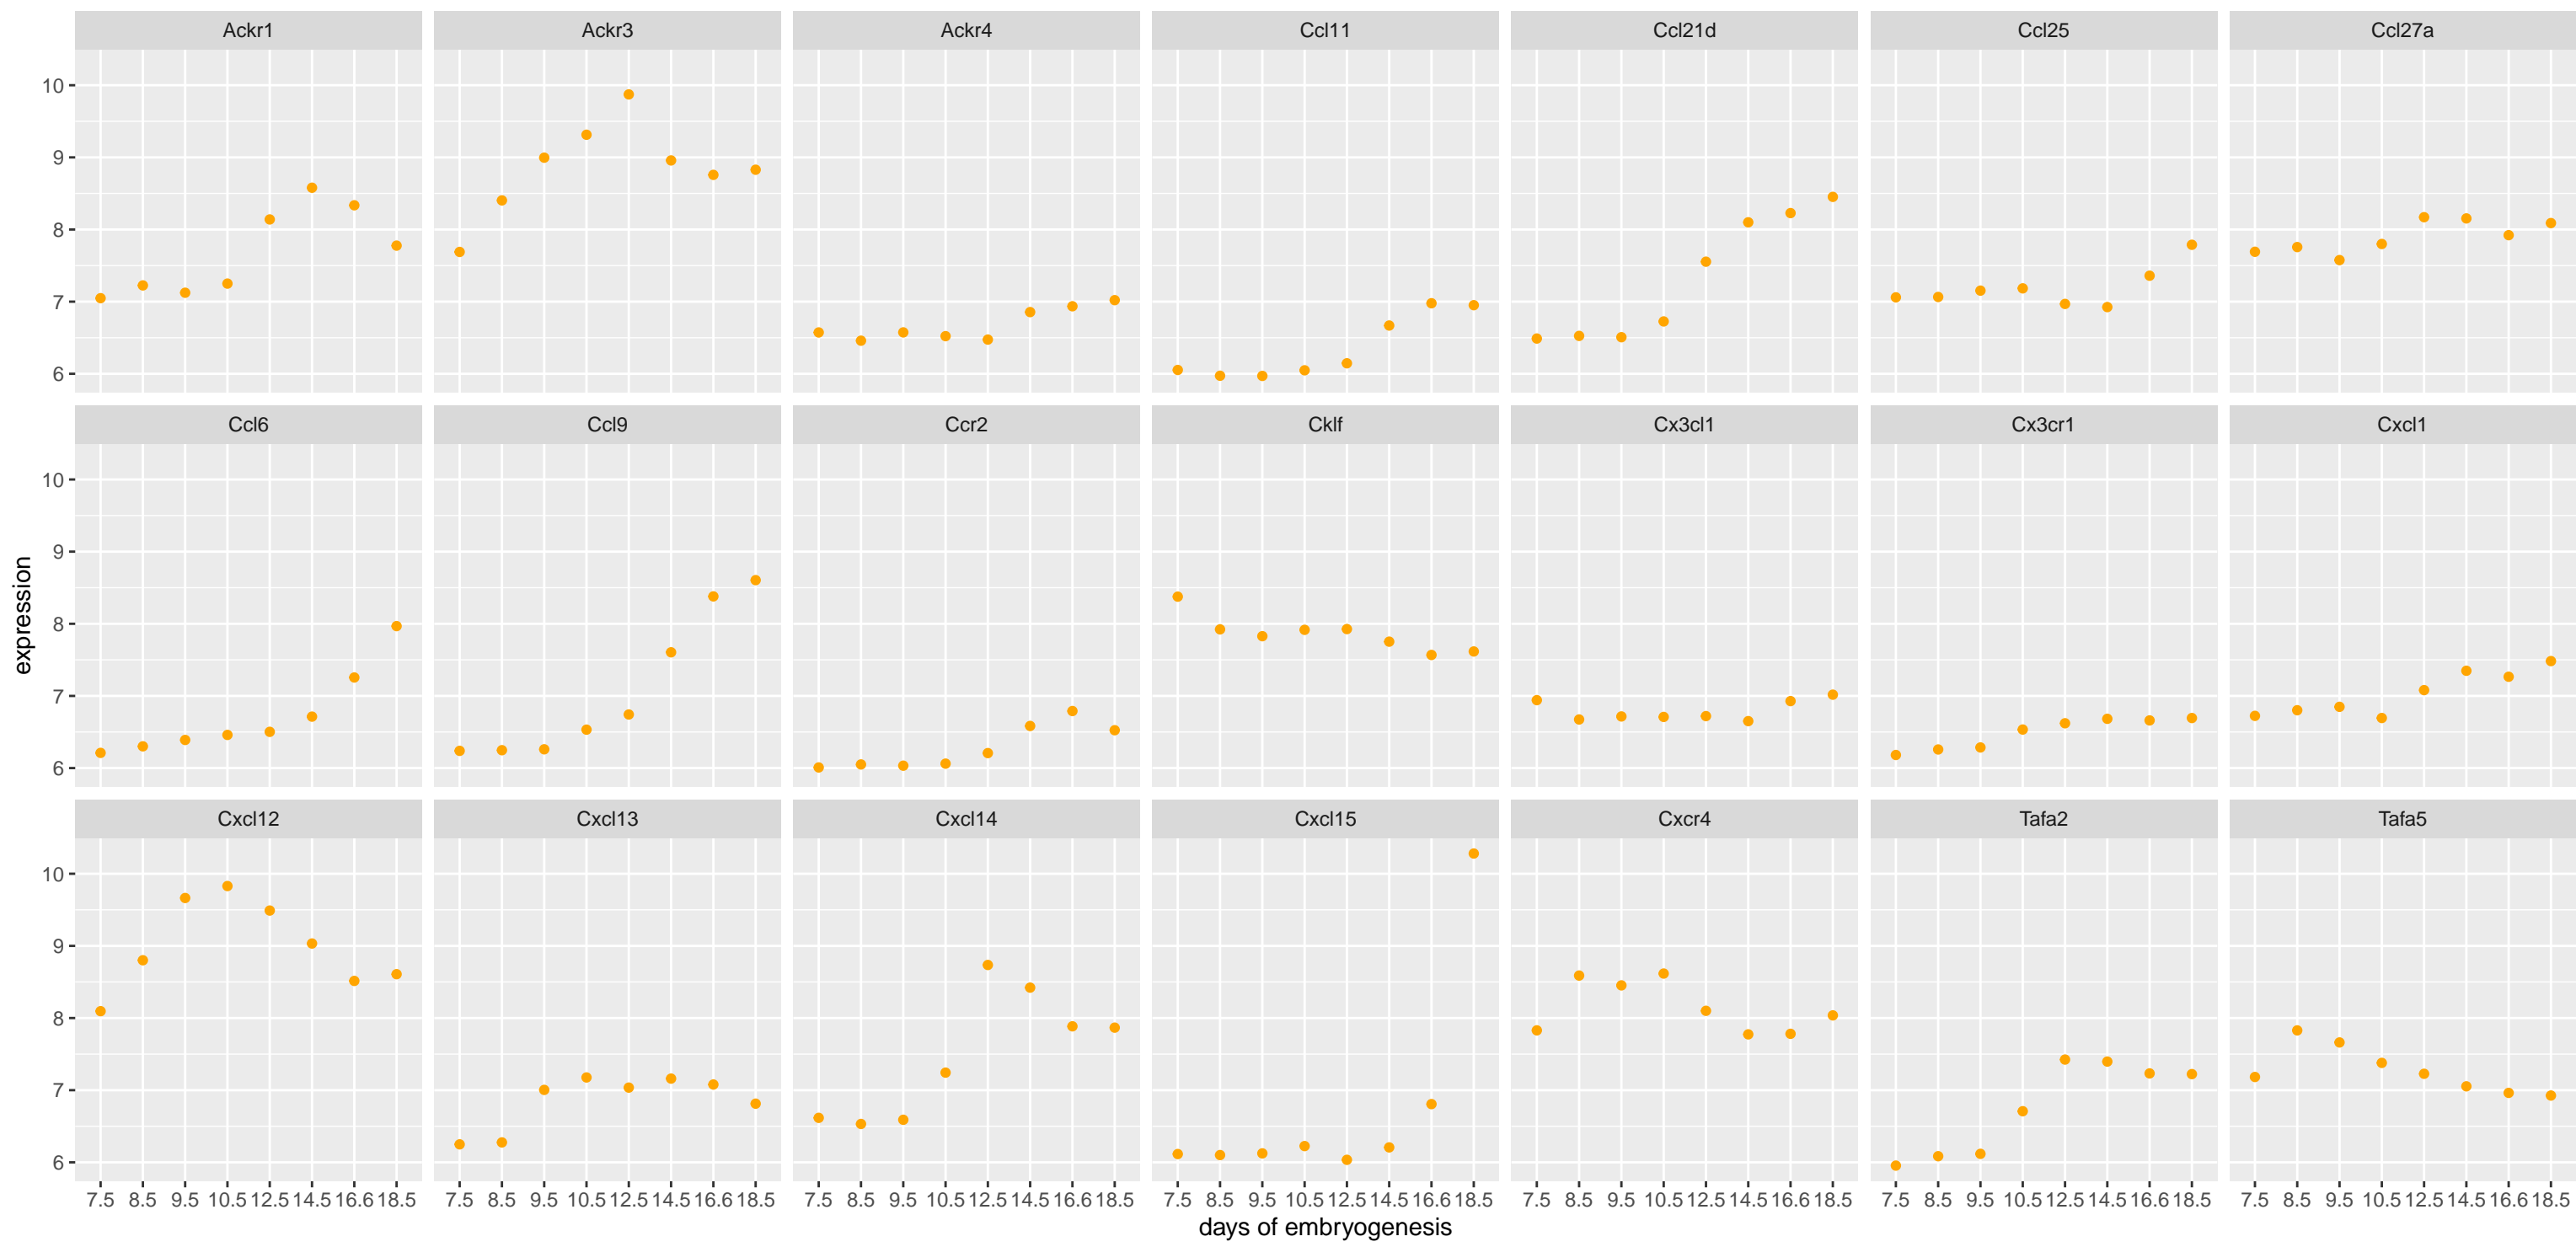 Ackr1 Ackr3 Ackr4 Ccl11 Ccl21d Ccl25 Ccl27a
10
9
8
7
6
Ccl6 Ccl9 Ccr2 Cklf Cx3cl1 Cx3cr1 Cxcl1
10
9
8
7
6
expression
Cxcl12 Cxcl13 Cxcl14 Cxcl15 Cxcr4 Tafa2 Tafa5
10
9
8
7
6
7.5 8.5 9.5 10.5 12.5 14.5 16.6 18.5 7.5 8.5 9.5 10.5 12.5 14.5 16.6 18.5 7.5 8.5 9.5 10.5 12.5 14.5 16.6 18.5 7.5 8.5 9.5 10.5 12.5 14.5 16.6 18.5 7.5 8.5 9.5 10.5 12.5 14.5 16.6 18.5 7.5 8.5 9.5 10.5 12.5 14.5 16.6 18.5 7.5 8.5 9.5 10.5 12.5 14.5 16.6 18.5
days of embryogenesis